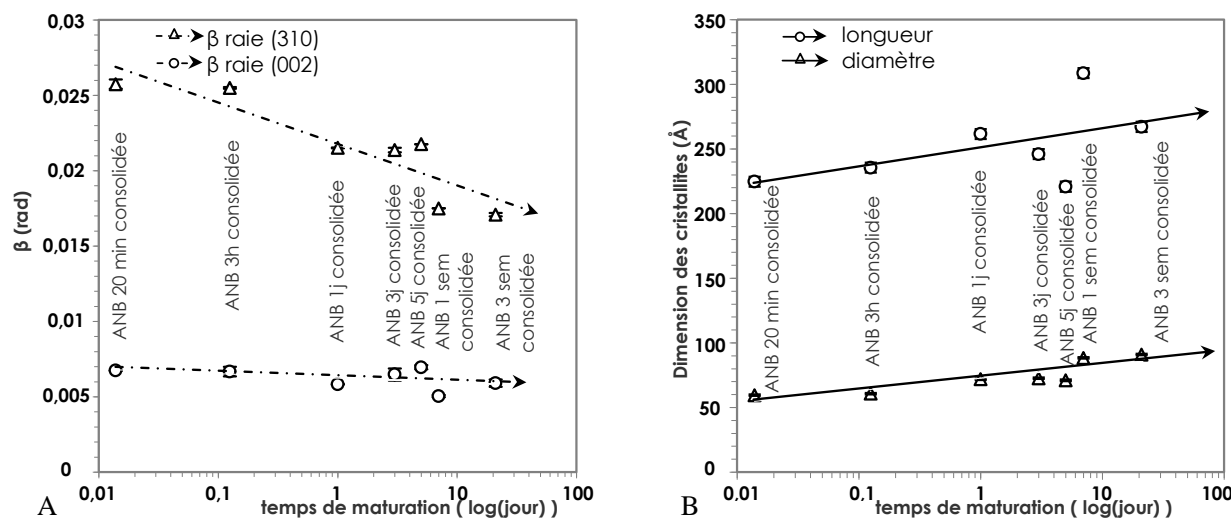 0,03
0,025
0,02
0,015
0,01
0,005
0
β (rad)
β raie (310)
β raie (002)
ANB 20 min consolidée
ANB 3h consolidée
ANB 1j consolidée
ANB 3j consolidée
ANB 5j consolidée
ANB 1 sem
consolidée
ANB 3 sem
consolidée
0,01
0,1
1
10
100
temps de maturation ( log(jour) )
A
400
350
300
250
200
150
100
50
0
Dimension des cristallites (Å)
longueur
diamètre
ANB 20 min consolidée
ANB 3h consolidée
ANB 1j consolidée
ANB 3j consolidée
ANB 5j consolidée
ANB 1 sem consolidée
ANB 3 sem consolidée
0,01
0,1
1
10
100
temps de maturation ( log(jour) )
B